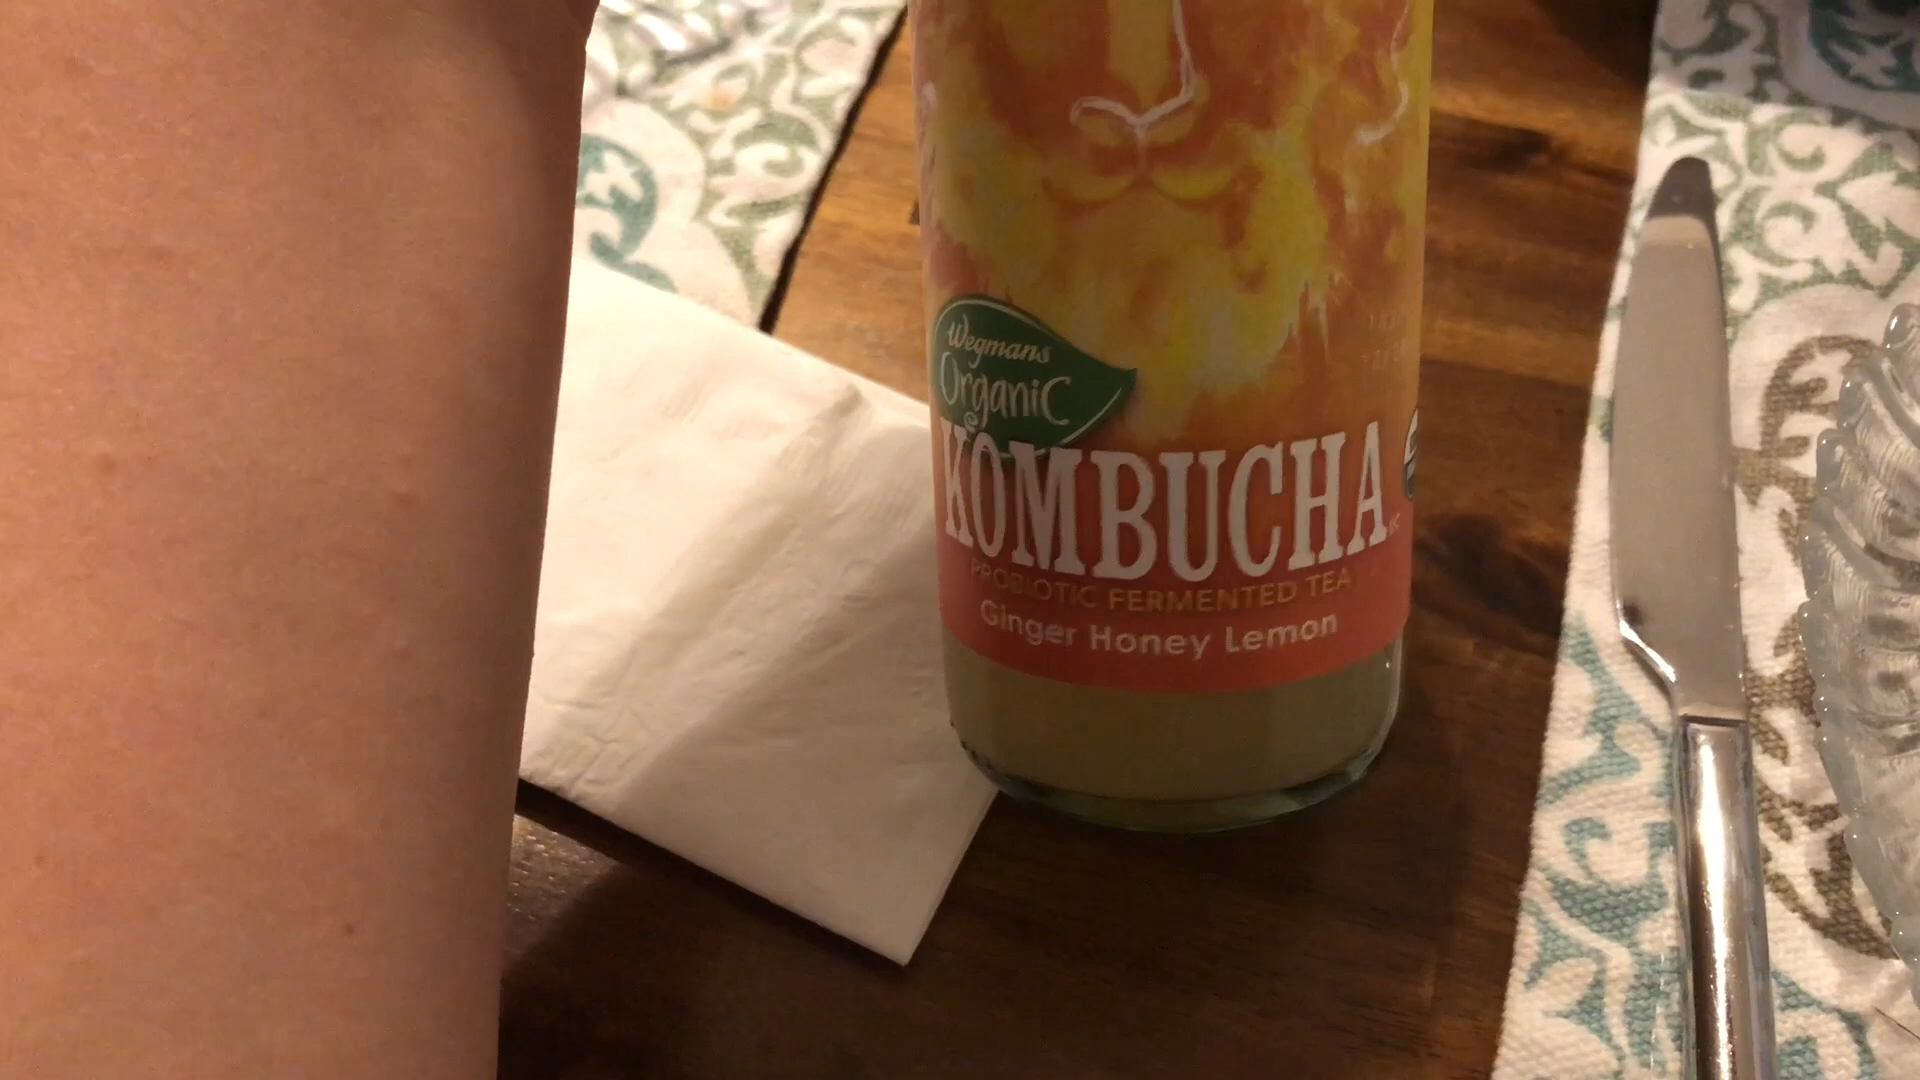 Wegmans
Organic
KOMBUCHA
PROBIOTIC FERMENTED TEA
Ginger Honey Lemon